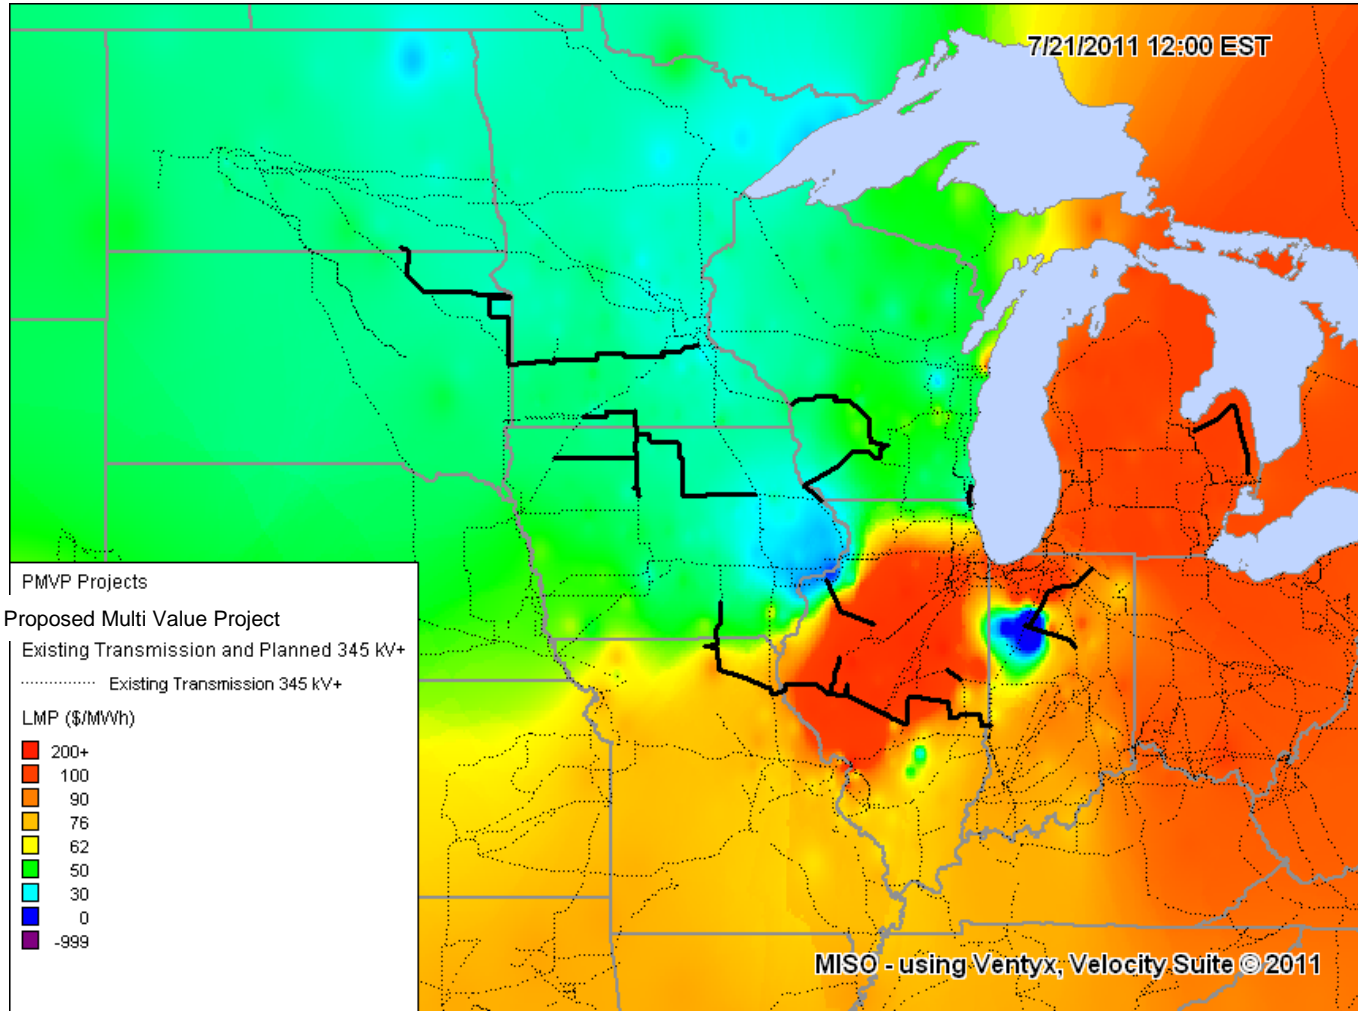 7/21/2011 12:00 EST
PMVP Projects
Proposed Multi Value Project
Existing Transmission and Planned 345 kV+
Existing Transmission 345 kV+
LMP ($/MWh)
200+
100
90
76
62
50
30
0
-999
MISO - using Ventyx, Velocity Suite © 2011